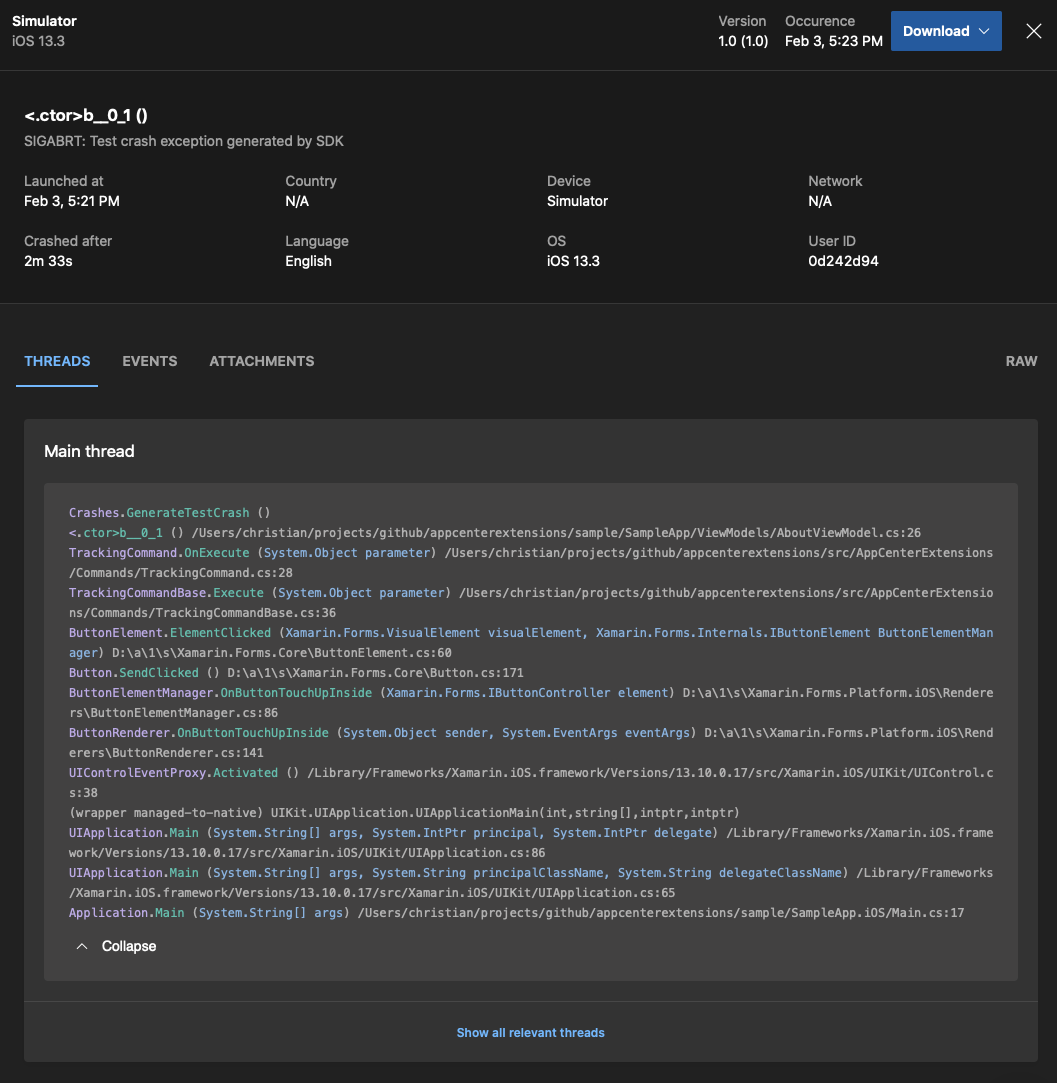 Simulator
iOS 13.3
Version
1.0 (1.0)
Occurence
Feb 3, 5:23 PM
Download
<.ctor>b__0_1 ()
SIGABRT: Test crash exception generated by SDK
Launched at
Feb 3, 5:21 PM
Country
N/A
Device
Simulator
Network
N/A
Crashed after
2m 33s
Language
English
OS
iOS 13.3
User ID
0d242d94
THREADS
EVENTS
ATTACHMENTS
RAW
Main thread
Crashes.GenerateTestCrash ()
<.ctor>b__0_1 () /Users/christian/projects/github/appcenterextensions/sample/SampleApp/ViewModels/AboutViewModel.cs:26
TrackingCommand.OnExecute (System.Object parameter) /Users/christian/projects/github/appcenterextensions/src/AppCenterExtensions
/Commands/TrackingCommand.cs:28
TrackingCommandBase.Execute (System.Object parameter) /Users/christian/projects/github/appcenterextensions/src/AppCenterExtensio
ns/Commands/TrackingCommandBase.cs:36
ButtonElement.ElementClicked (Xamarin.Forms.VisualElement visualElement, Xamarin.Forms.Internals.IButtonElement ButtonElementMan
ager) D:\a\1\s\Xamarin.Forms.Core\ButtonElement.cs:60
Button.SendClicked () D:\a\1\s\Xamarin.Forms.Core\Button.cs:171
ButtonElementManager.OnButtonTouchUpInside (Xamarin.Forms.IButtonController element) D:\a\1\s\Xamarin.Forms.Platform.iOS\Rendere
rs\ButtonElementManager.cs:86
ButtonRenderer.OnButtonTouchUpInside (System.Object sender, System.EventArgs eventArgs) D:\a\1\s\Xamarin.Forms.Platform.iOS\Rend
erers\ButtonRenderer.cs:141
UIControlEventProxy.Activated () /Library/Frameworks/Xamarin.iOS.framework/Versions/13.10.0.17/src/Xamarin.iOS/UIKit/UIControl.c
s:38
(wrapper managed-to-native) UIKit.UIApplication.UIApplicationMain(int,string[],intptr,intptr)
UIApplication.Main (System.String[] args, System.IntPtr principal, System.IntPtr delegate) /Library/Frameworks/Xamarin.iOS.frame
work/Versions/13.10.0.17/src/Xamarin.iOS/UIKit/UIApplication.cs:86
UIApplication.Main (System.String[] args, System.String principalClassName, System.String delegateClassName) /Library/Frameworks
/Xamarin.iOS.framework/Versions/13.10.0.17/src/Xamarin.iOS/UIKit/UIApplication.cs:65
Application.Main (System.String[] args) /Users/christian/projects/github/appcenterextensions/sample/SampleApp.iOS/Main.cs:17
Collapse
Show all relevant threads